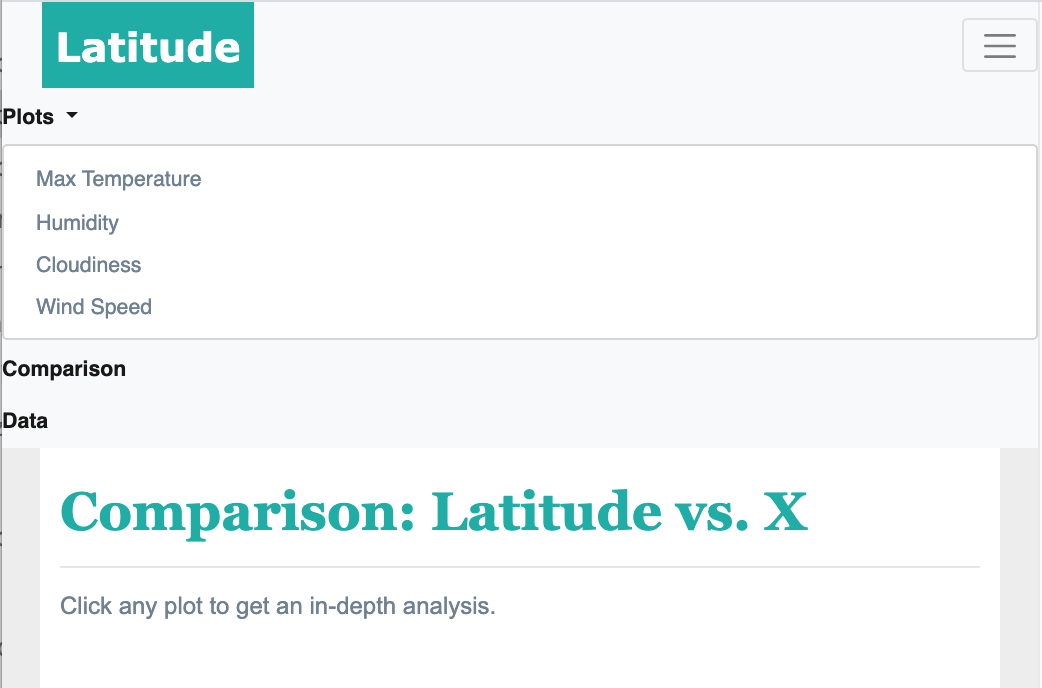 Latitude
Plots
Max Temperature
Humidity
Cloudiness
Wind Speed
Comparison
Data
Comparison: Latitude vs. X
Click any plot to get an in-depth analysis.